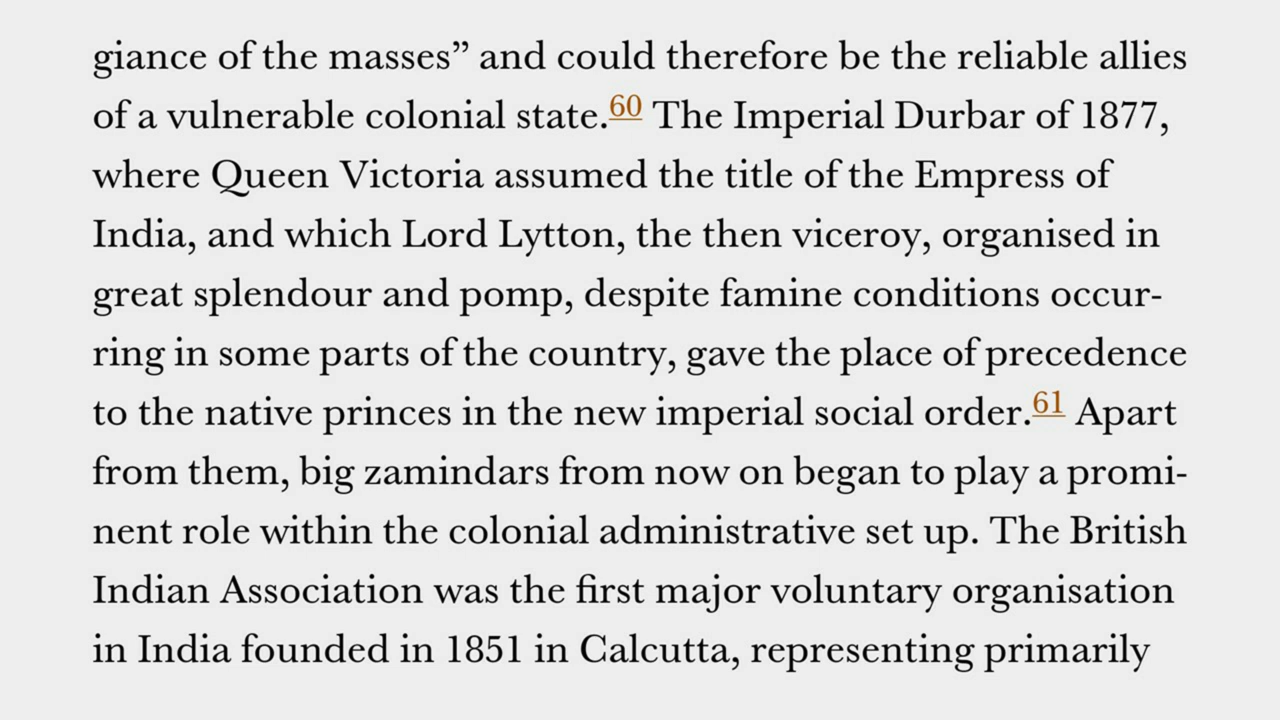 giance of the masses” and could therefore be the reliable allies
of a vulnerable colonial state.60 The Imperial Durbar of 1877,
where Queen Victoria assumed the title of the Empress of
India, and which Lord Lytton, the then viceroy, organised in
great splendour and pomp, despite famine conditions occur-
ring in some parts of the country, gave the place of precedence
to the native princes in the new imperial social order.61 Apart
from them, big zamindars from now on began to play a promi-
nent role within the colonial administrative set up. The British
Indian Association was the first major voluntary organisation
in India founded in 1851 in Calcutta, representing primarily